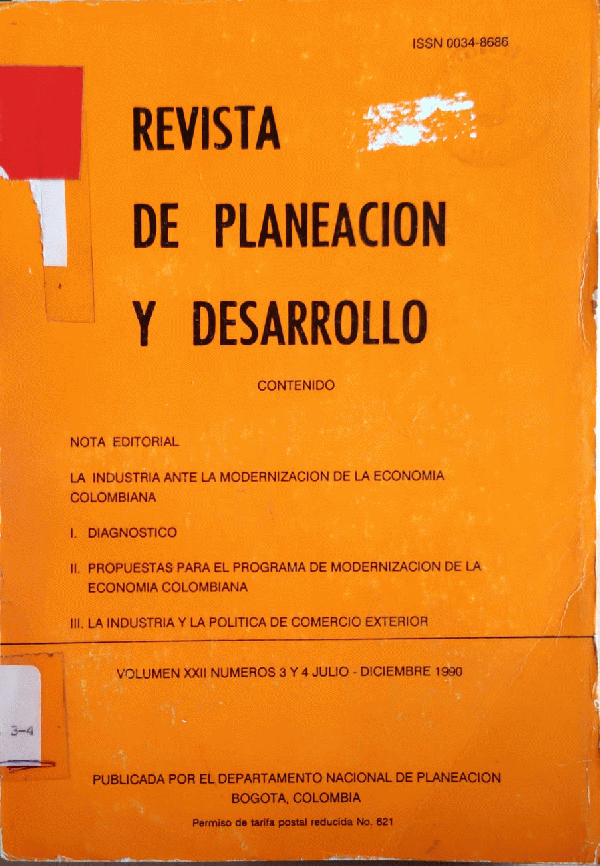 ISSN 0034-8686
REVISTA
DE PLANEACION
Y DESARROLLO
CONTENIDO
NOTA EDITORIAL
LA INDUSTRIA ANTE LA MODERNIZACION DE LA ECONOMIA
COLOMBIANA
I. DIAGNOSTICO
II. PROPUESTAS PARA EL PROGRAMA DE MODERNIZACION DE LA
ECONOMIA COLOMBIANA
III. LA INDUSTRIA Y LA POLITICA DE COMERCIO EXTERIOR
VOLUMEN XXII NUMEROS 3 Y 4 JULIO - DICIEMBRE 1990
3-4
PUBLICADA POR EL DEPARTAMENTO NACIONAL DE PLANEACION
BOGOTA, COLOMBIA
Permiso de tarifa postal reducida No. 621